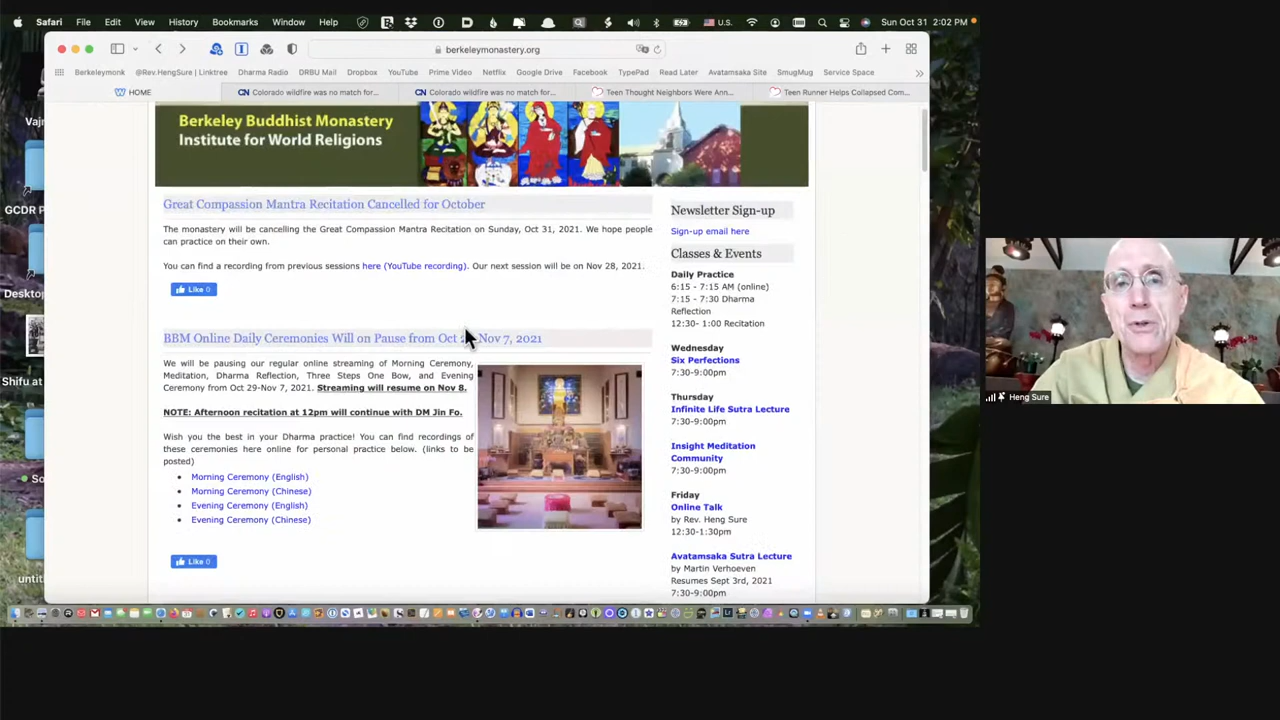 Safari File Edit View History Bookmarks Window Help U.S. Sun Oct 31 2:02 PM
berkeleymonastery.org
Berkeleymonk @Rev.HengSure | Linktree Dharma Radio DRBU Mail Dropbox YouTube Prime Video Netflix Google Drive Facebook TypePad Read Later Avatamsaka Site SmugMug Service Space
HOME Colorado wildfire was no match for... Colorado wildfire was no match for... Teen Thought Neighbors Were Ann... Teen Runner Helps Collapsed Com...
Berkeley Buddhist Monastery
Institute for World Religions
Great Compassion Mantra Recitation Cancelled for October
The monastery will be cancelling the Great Compassion Mantra Recitation on Sunday, Oct 31, 2021. We hope people
can practice on their own.
You can find a recording from previous sessions here (YouTube recording). Our next session will be on Nov 28, 2021.
Like 0
BBM Online Daily Ceremonies Will on Pause from Oct Nov 7, 2021
We will be pausing our regular online streaming of Morning Ceremony,
Meditation, Dharma Reflection, Three Steps One Bow, and Evening
Ceremony from Oct 29-Nov 7, 2021. Streaming will resume on Nov 8.
NOTE: Afternoon recitation at 12pm will continue with DM Jin Fo.
Wish you the best in your Dharma practice! You can find recordings of
these ceremonies here online for personal practice below. (links to be
posted)
Morning Ceremony (English)
Morning Ceremony (Chinese)
Evening Ceremony (English)
Evening Ceremony (Chinese)
Like 0
Newsletter Sign-up
Sign-up email here
Classes & Events
Daily Practice
6:15 - 7:15 AM (online)
7:15 - 7:30 Dharma
Reflection
12:30- 1:00 Recitation
Wednesday
Six Perfections
7:30-9:00pm
Thursday
Infinite Life Sutra Lecture
7:30-9:00pm
Insight Meditation
Community
7:30-9:00pm
Friday
Online Talk
by Rev. Heng Sure
12:30-1:30pm
Avatamsaka Sutra Lecture
by Martin Verhoeven
Resumes Sept 3rd, 2021
7:30-9:00pm
Vajr
GCDR P
Desktop
Shifu at
So
untit
Heng Sure